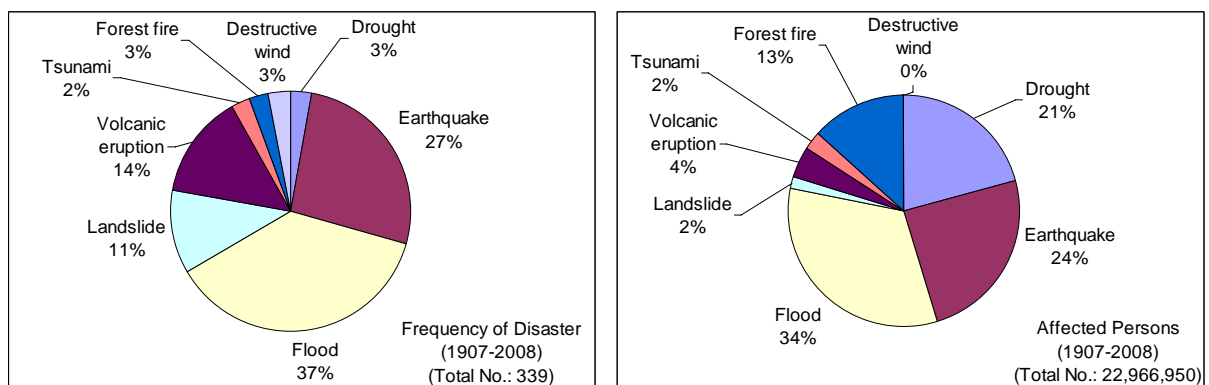 Forest fire
3%
Destructive
wind
3%
Drought
3%
Tsunami
2%
Earthquake
27%
Volcanic
eruption
14%
Landslide
11%
Flood
37%
Frequency of Disaster
(1907-2008)
(Total No.: 339)
Destructive
wind
0%
Forest fire
13%
Tsunami
2%
Drought
21%
Volcanic
eruption
4%
Landslide
2%
Earthquake
24%
Flood
34%
Affected Persons
(1907-2008)
(Total No.: 22,966,950)